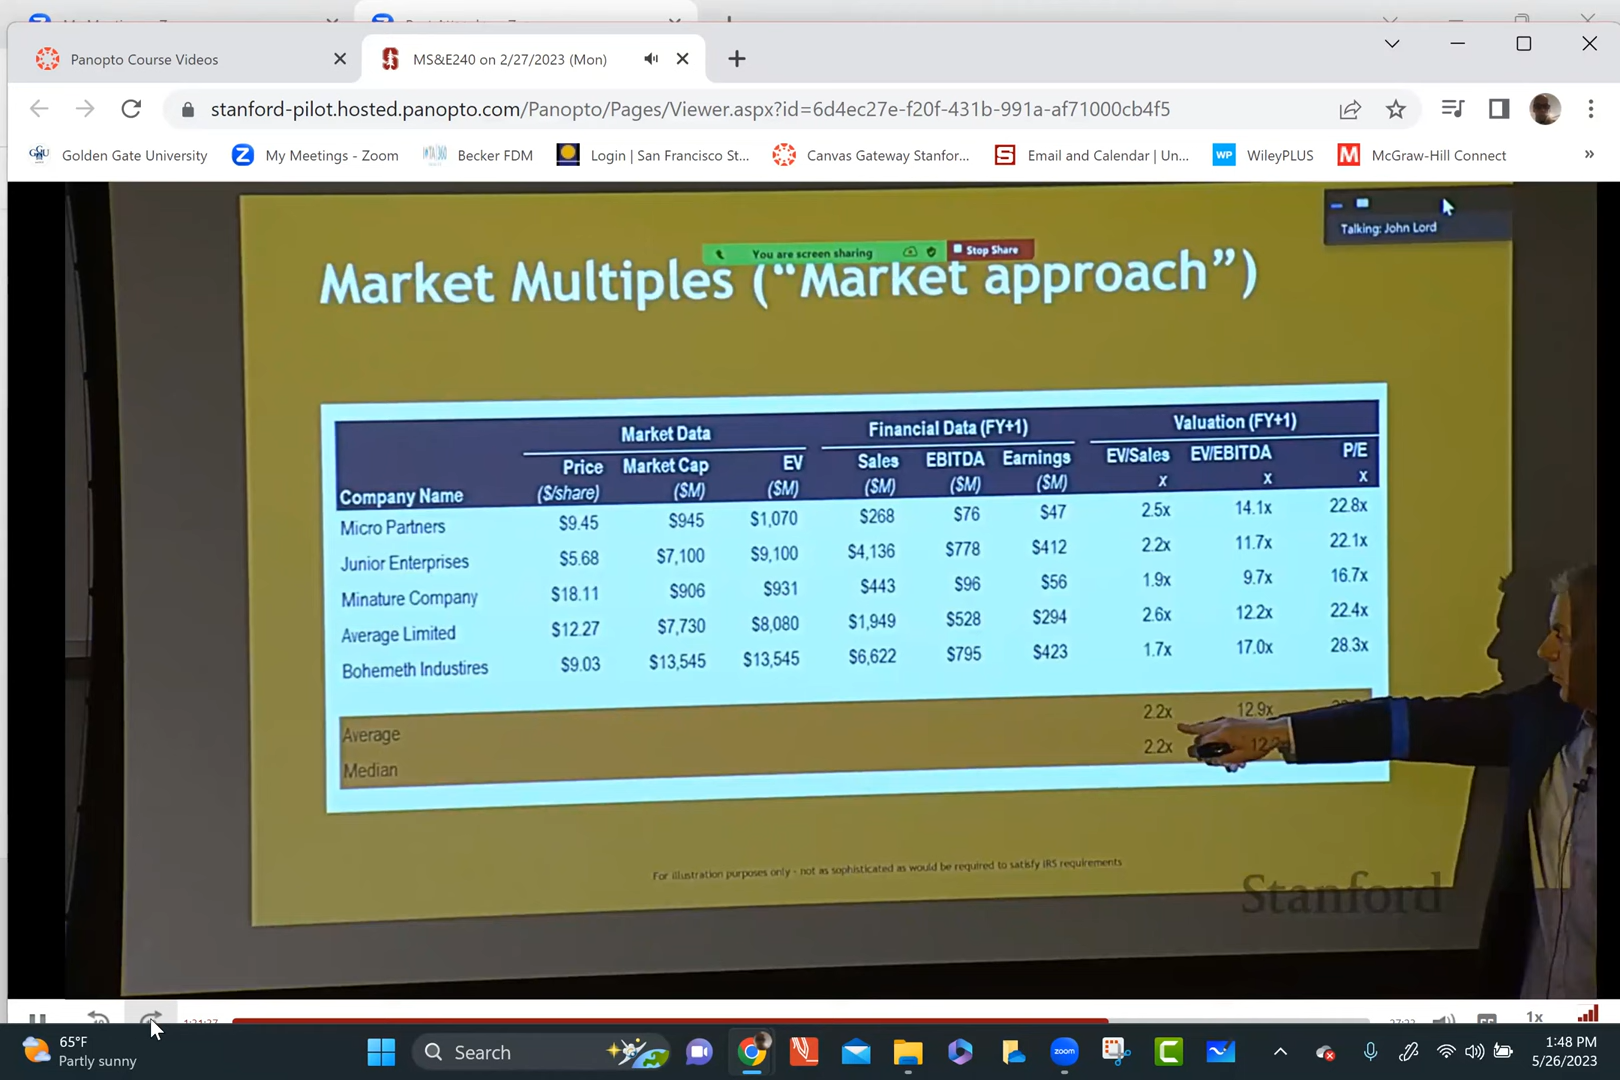 Panopto Course Videos
MS&E240 on 2/27/2023 (Mon)
stanford-pilot.hosted.panopto.com/Panopto/Pages/Viewer.aspx?id=6d4ec27e-f20f-431b-991a-af71000cb4f5
Golden Gate University
My Meetings - Zoom
Becker FDM
Login | San Francisco St...
Canvas Gateway Stanfor...
Email and Calendar | Un...
WP WileyPLUS
McGraw-Hill Connect
Talking: John Lord
You are screen sharing
Stop Share
Market Multiples ("Market approach")
Market Data Financial Data (FY+1) Valuation (FY+1)
Price Market Cap EV Sales EBITDA Earnings EV/Sales EV/EBITDA P/E
Company Name ($/share) ($M) ($M) ($M) ($M) ($M) x x x
Micro Partners $9.45 $945 $1,070 $268 $76 $47 2.5x 14.1x 22.8x
Junior Enterprises $5.68 $7,100 $9,100 $4,136 $778 $412 2.2x 11.7x 22.1x
Minature Company $18.11 $906 $931 $443 $96 $56 1.9x 9.7x 16.7x
Average Limited $12.27 $7,730 $8,080 $1,949 $528 $294 2.6x 12.2x 22.4x
Bohemeth Industires $9.03 $13,545 $13,545 $6,622 $795 $423 1.7x 17.0x 28.3x
Average 2.2x 12.9x
Median 2.2x
For illustration purposes only - not as sophisticated as would be required to satisfy IRS requirements
Stanford
1x
65°F
Partly sunny
Search
zoom
1:48 PM
5/26/2023